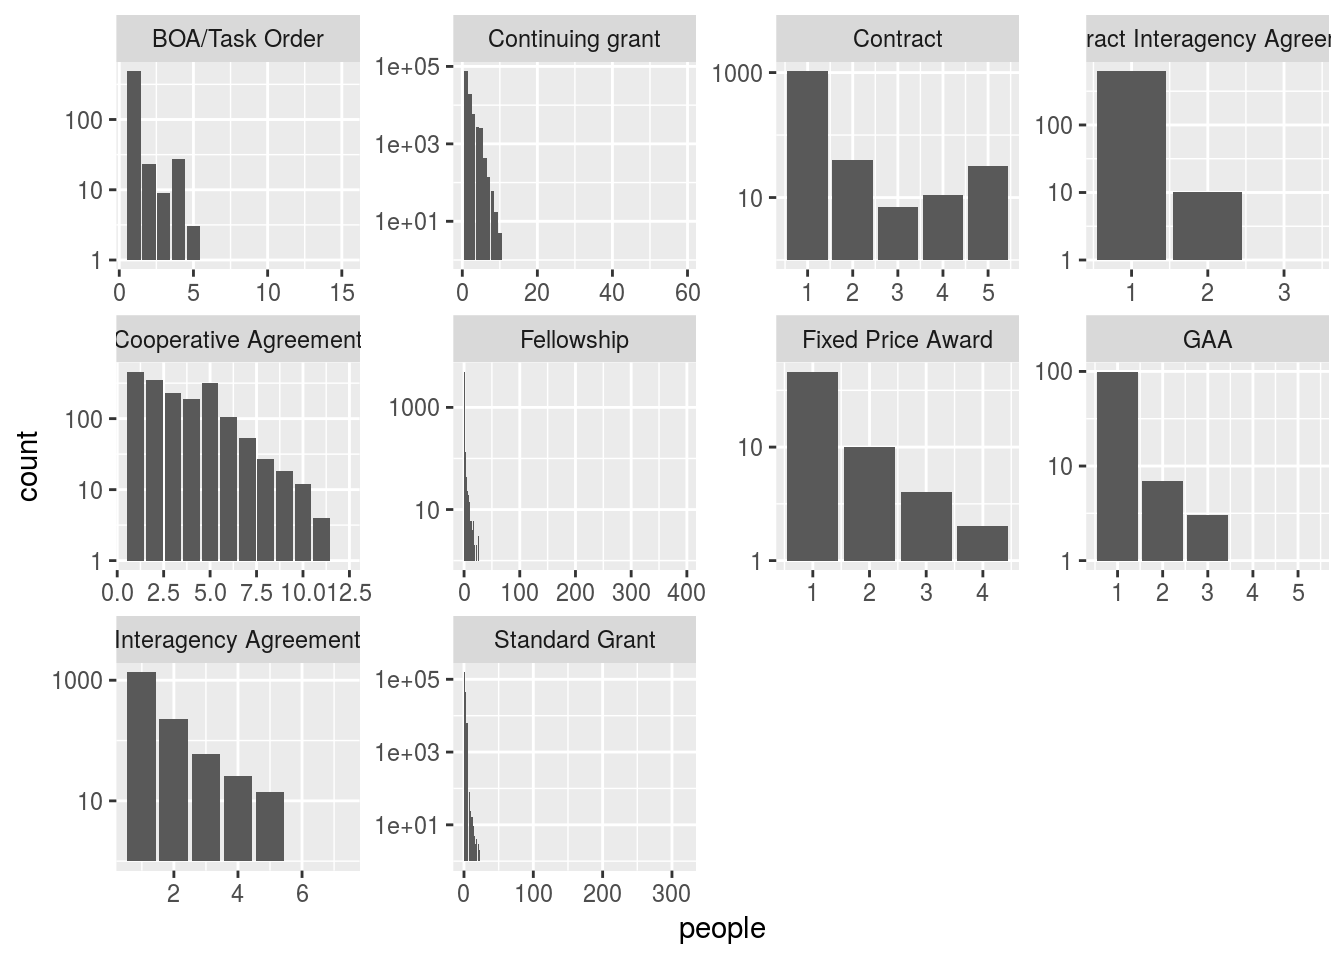 BOA/Task Order
Continuing grant
Contract
ract Interagency Agreer
100
10
1
0 5 10 15
1e+05
1e+03
1e+01
0 20 40 60
1000
10
1 2 3 4 5
100
10
1
1 2 3
Cooperative Agreement
Fellowship
Fixed Price Award
GAA
100
10
1
0.0 2.5 5.0 7.5 10.0 12.5
1000
10
0 100 200 300 400
10
1
1 2 3 4
100
10
1
1 2 3 4 5
Interagency Agreement
Standard Grant
1000
10
2 4 6
1e+05
1e+03
1e+01
0 100 200 300
count
people